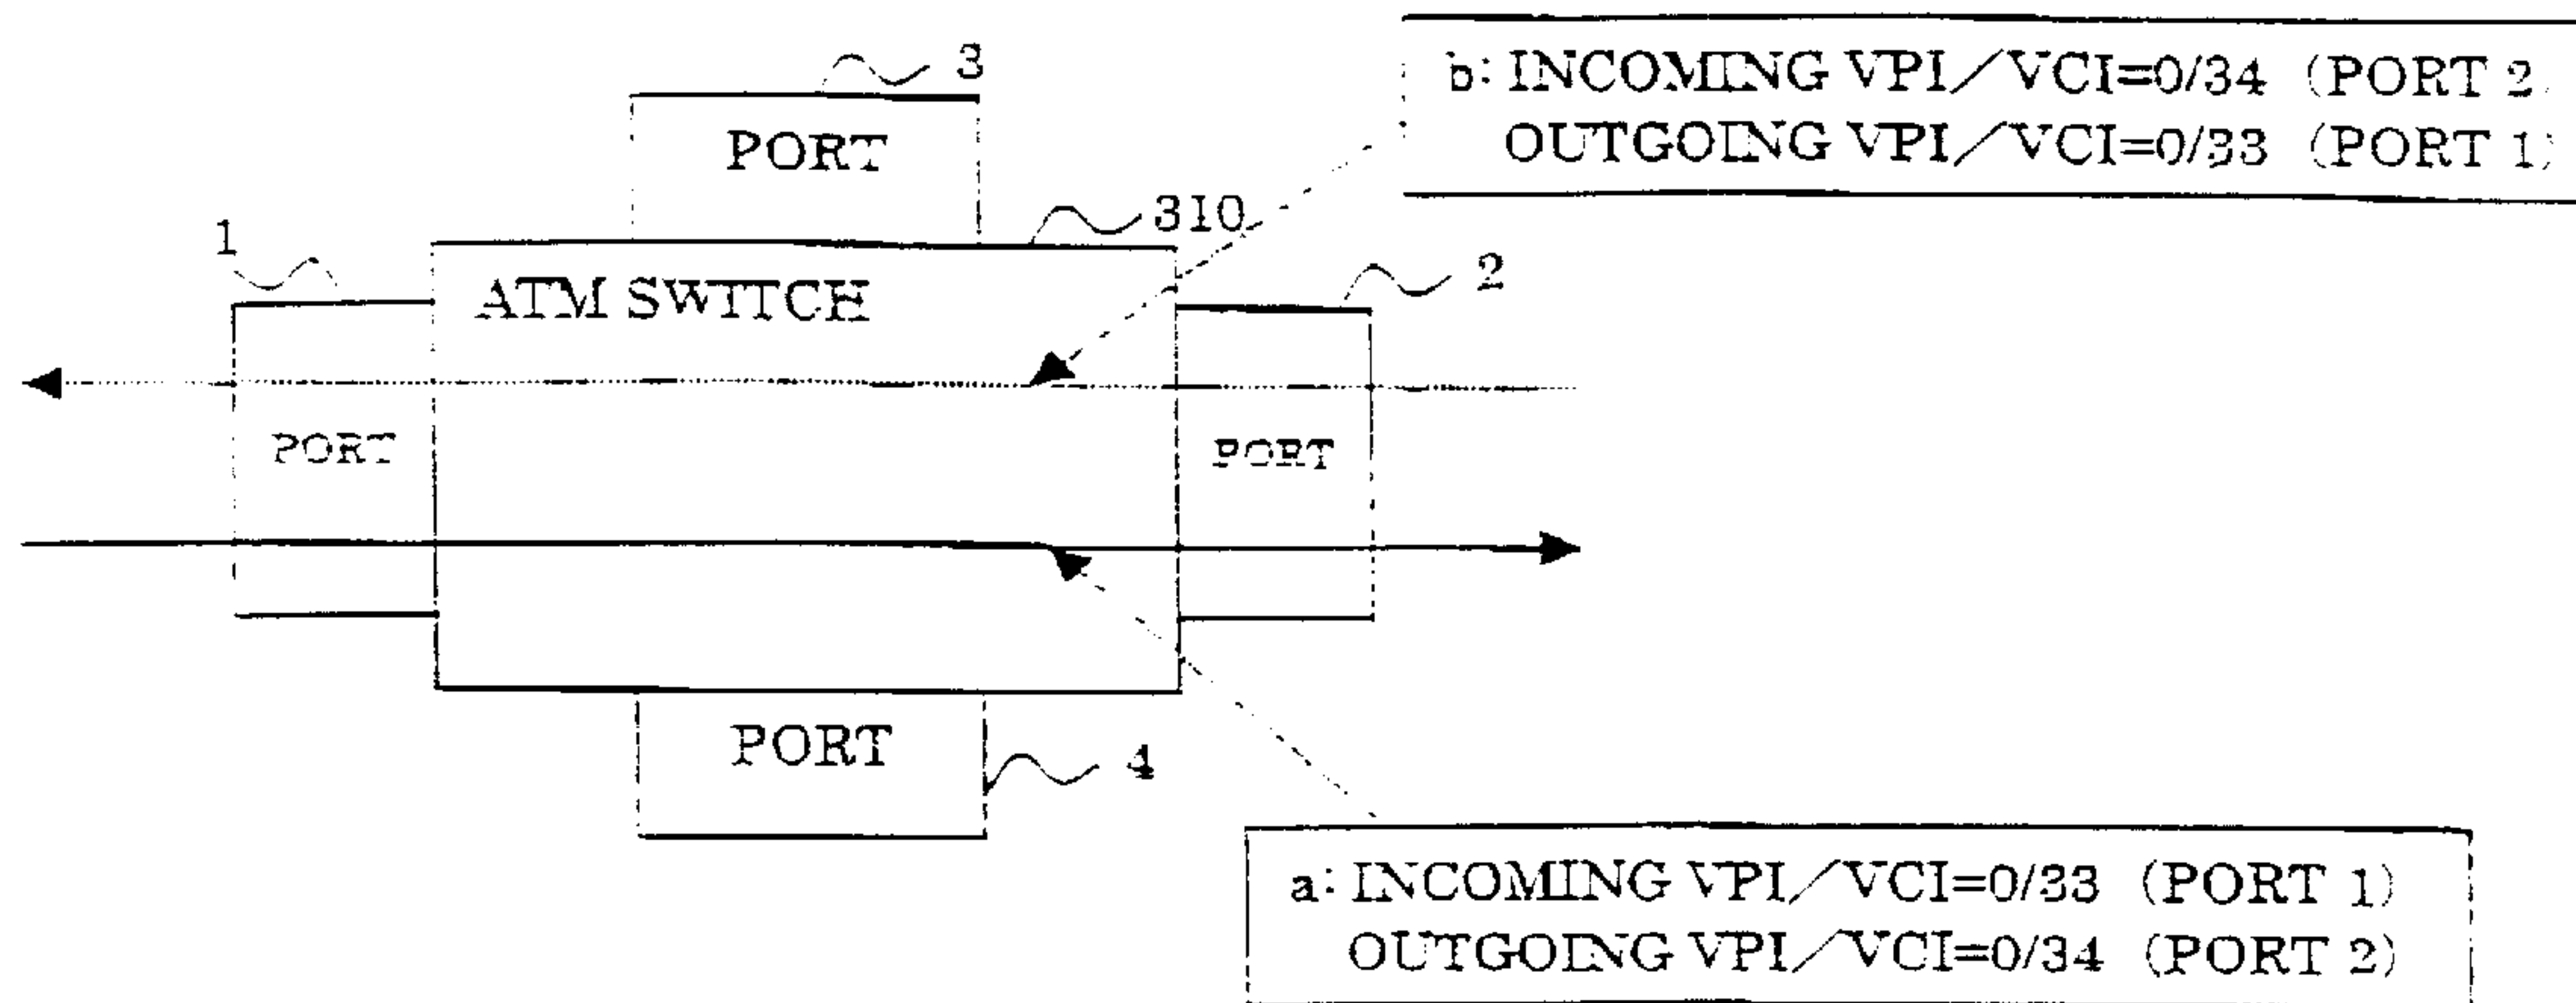 3
b: INCOMING VPI/VCI=0/34 (PORT 2
OUTGOING VPI/VCI=0/33 (PORT 1)
PORT
310
1
2
ATM SWITCH
PORT
PORT
PORT
4
a: INCOMING VPI/VCI=0/33 (PORT 1)
OUTGOING VPI/VCI=0/34 (PORT 2)